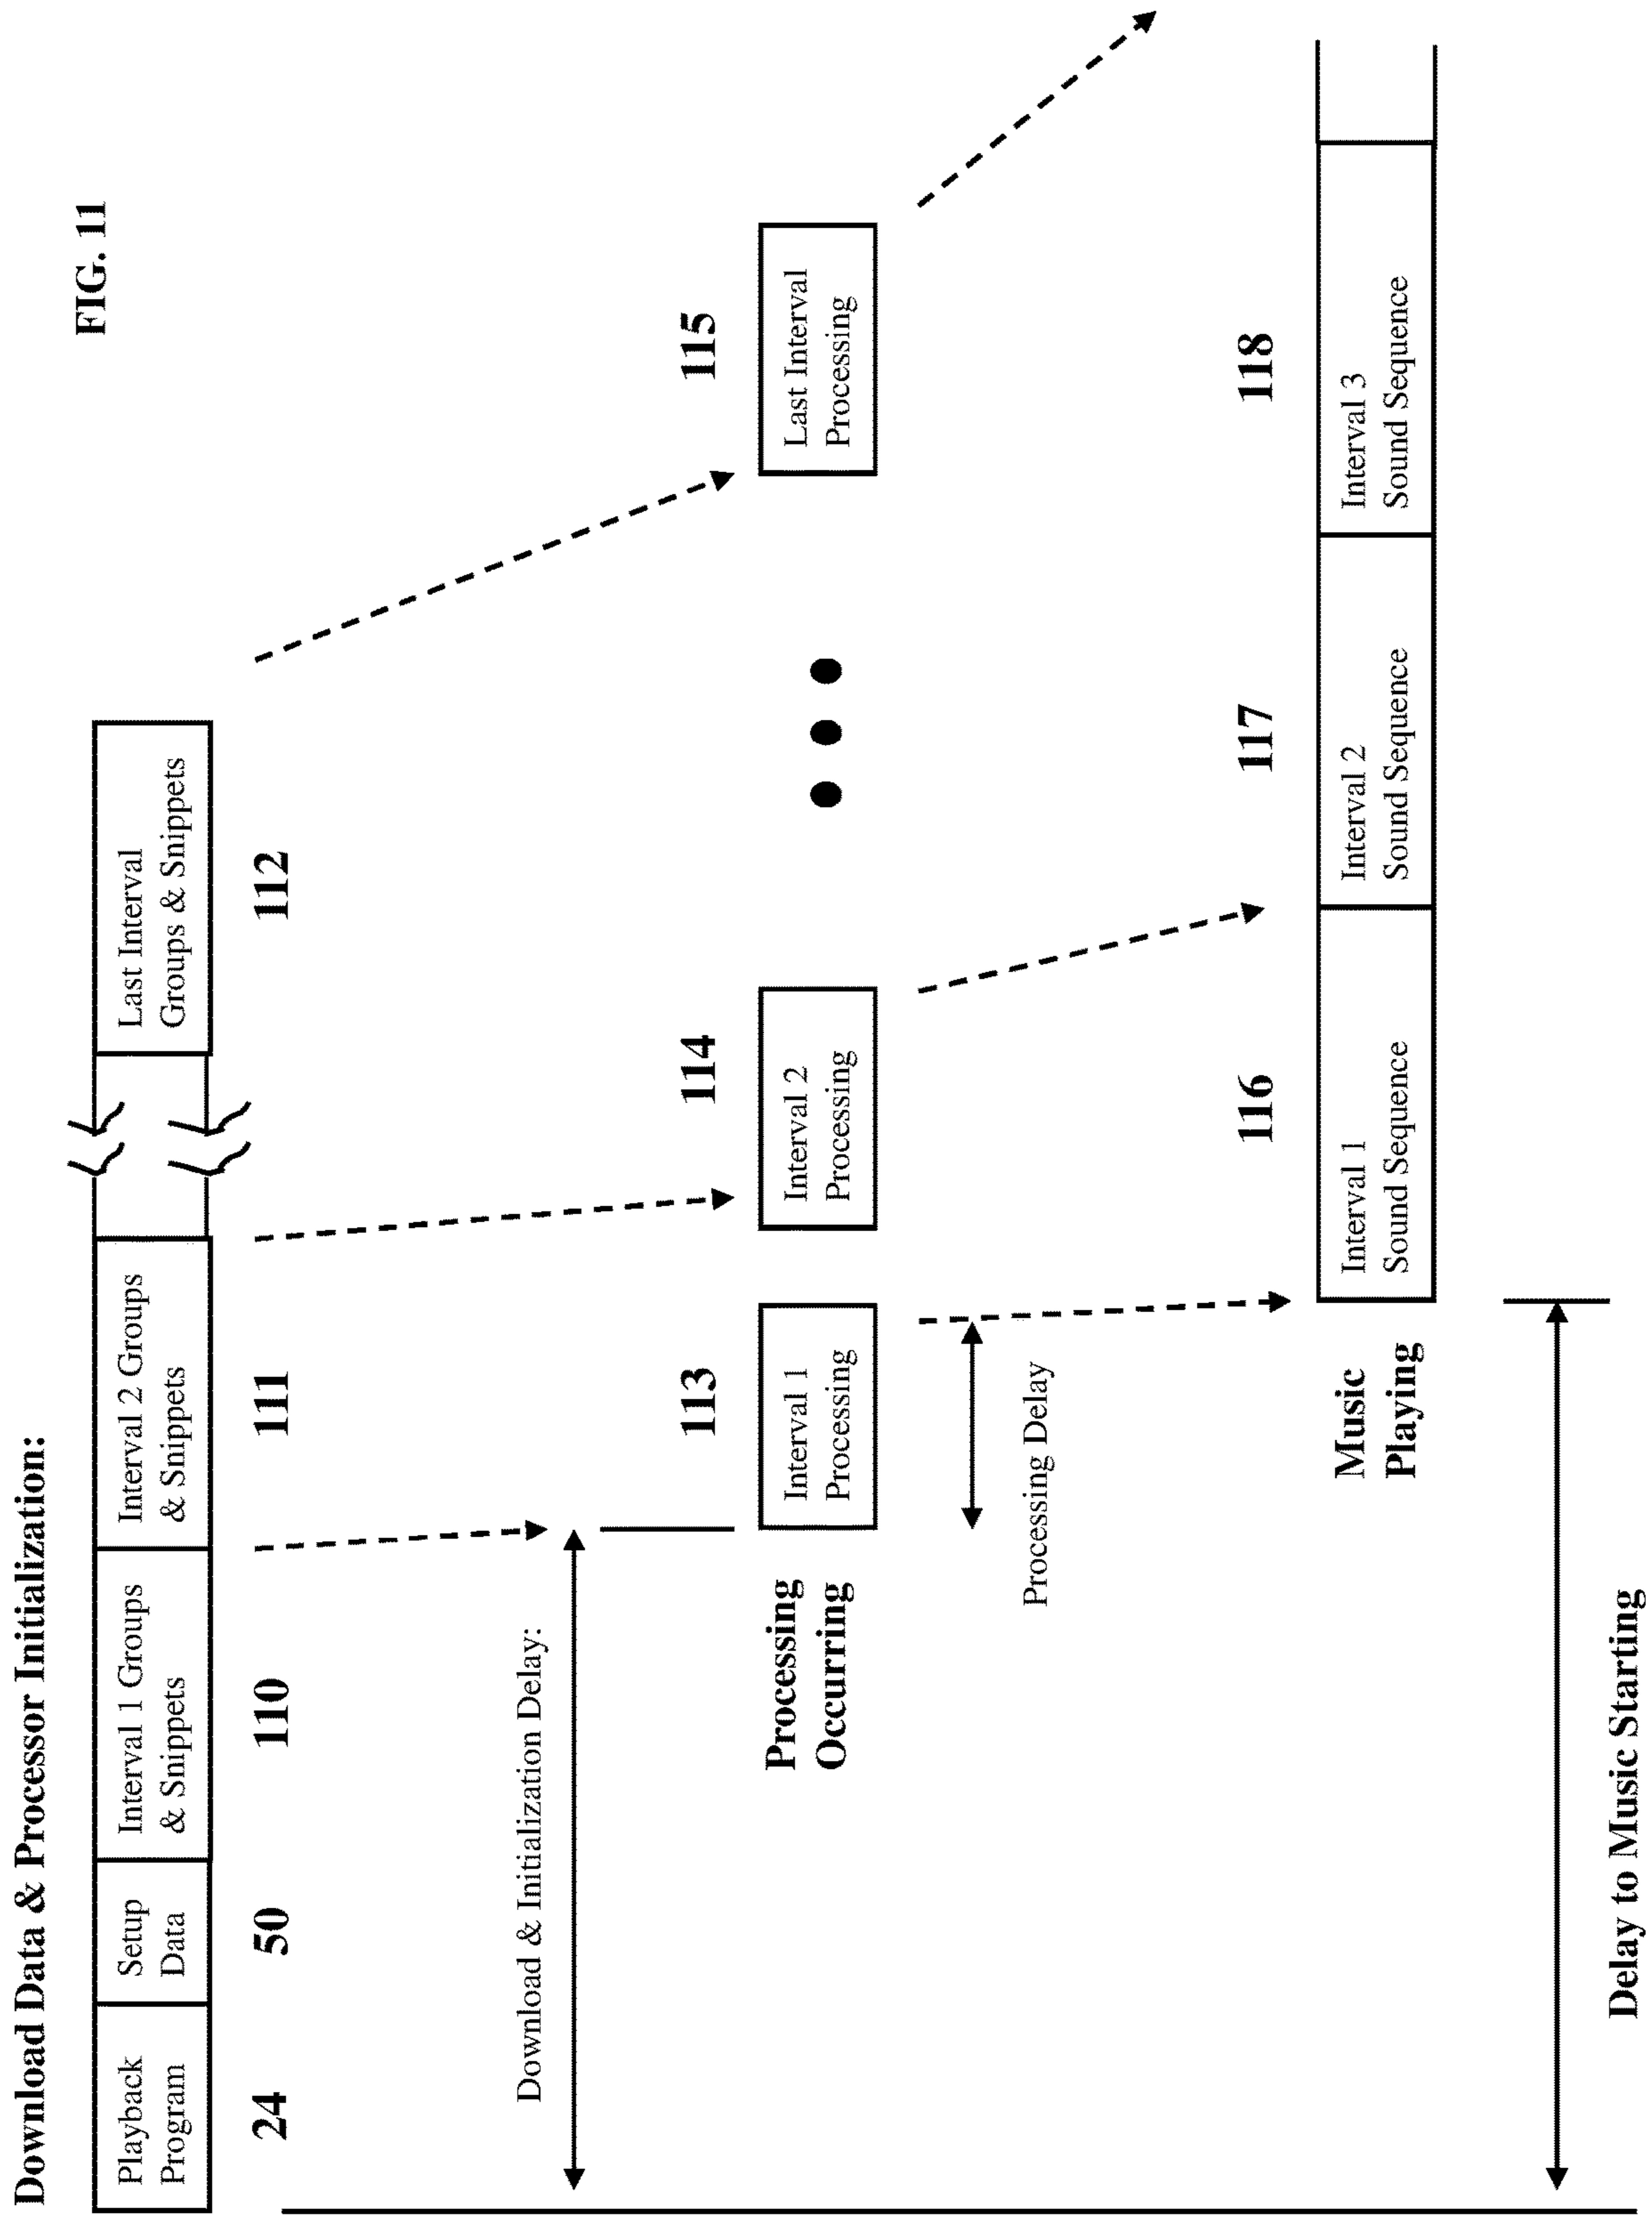 FIG. 11
Download Data & Processor Initialization:
Playback
Program
Setup
Data
Interval 1 Groups
& Snippets
Interval 2 Groups
& Snippets
Last Interval
Groups & Snippets
24
50
110
111
112
Download & Initialization Delay:
113
114
115
Processing
Occurring
Interval 1
Processing
Interval 2
Processing
Last Interval
Processing
Processing Delay
116
117
118
Music
Playing
Interval 1
Sound Sequence
Interval 2
Sound Sequence
Interval 3
Sound Sequence
Delay to Music Starting